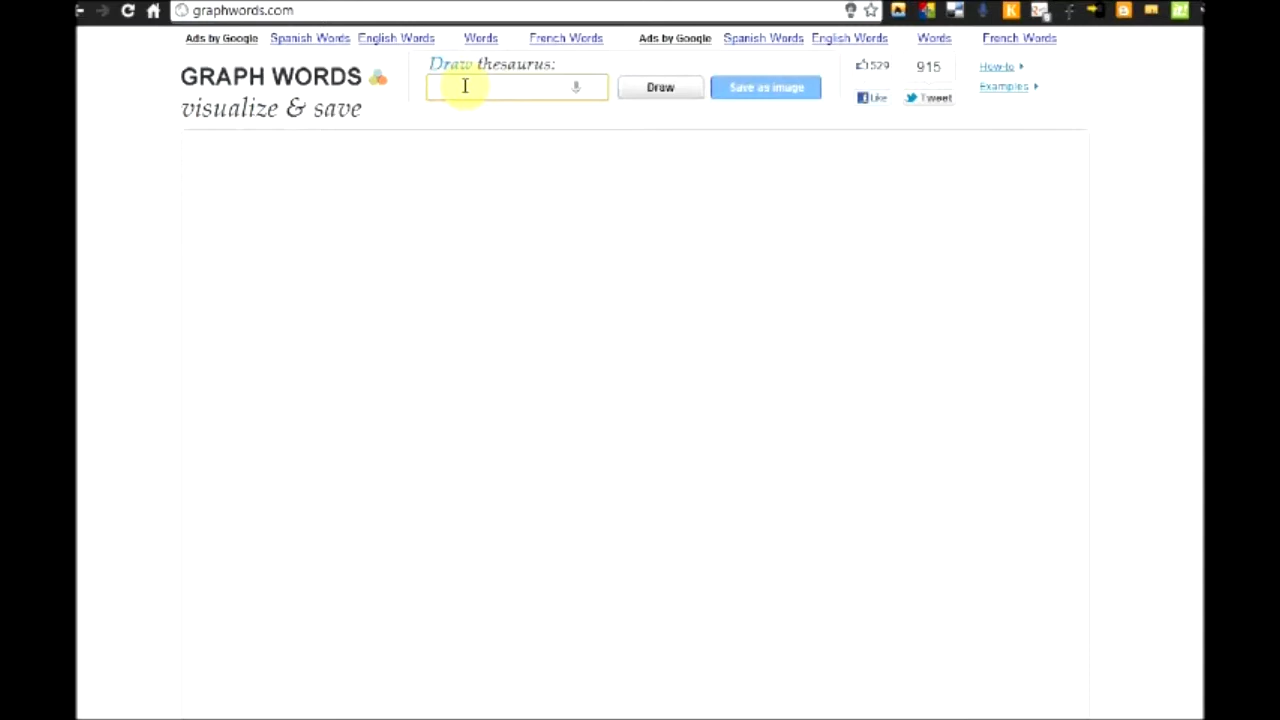 graphwords.com
Ads by Google Spanish Words English Words Words French Words Ads by Google Spanish Words English Words Words French Words
GRAPH WORDS
visualize & save
Draw thesaurus:
Draw
Save as image
529
915
Like
Tweet
How-to
Examples